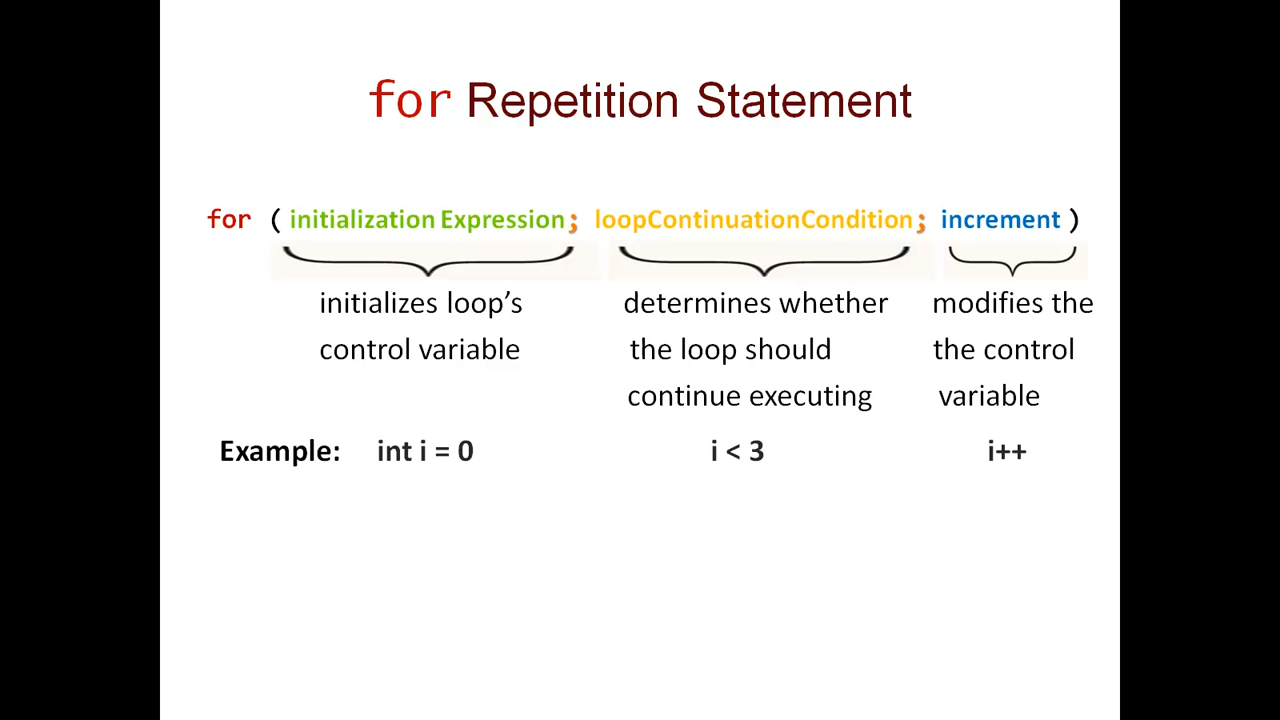 for Repetition Statement
for ( initialization Expression; loopContinuationCondition; increment )
initializes loop’s
control variable
determines whether
the loop should
continue executing
modifies the
the control
variable
Example: int i = 0 i < 3 i++